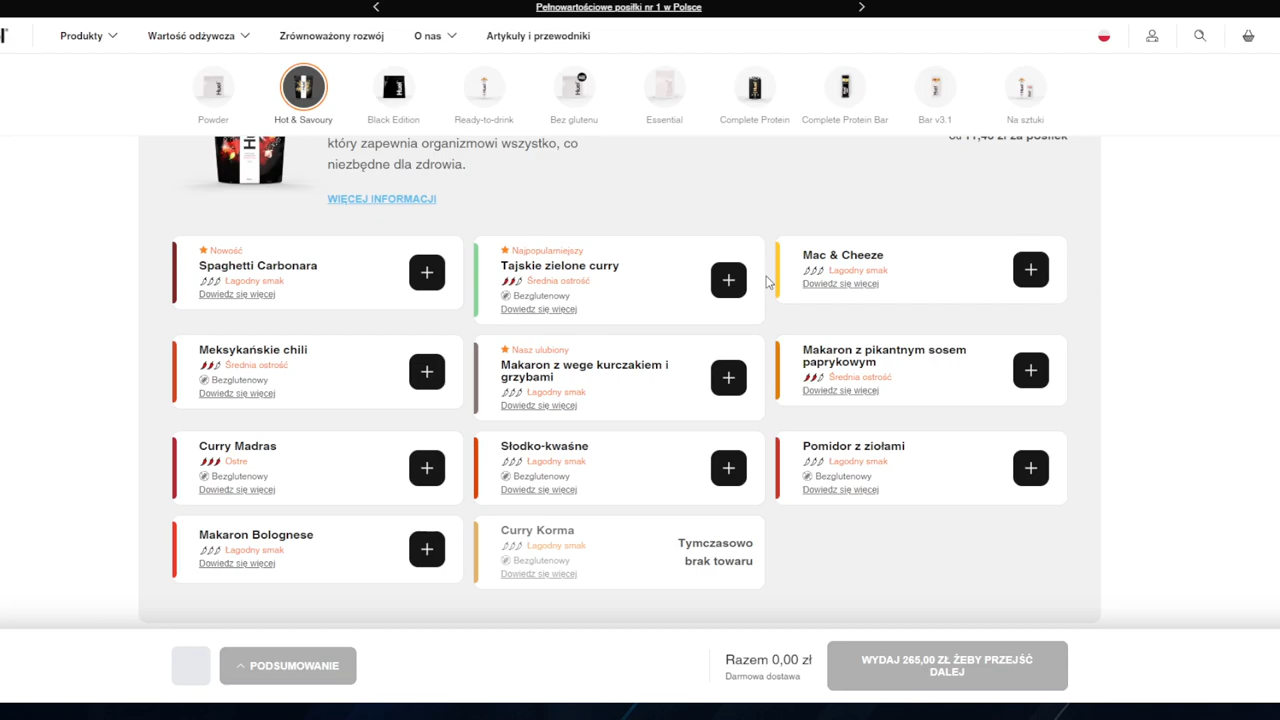 Pełnowartościowe posiłki nr 1 w Polsce
Produkty
Wartość odżywcza
Zrównoważony rozwój
O nas
Artykuły i przewodniki
Powder
Hot & Savoury
Black Edition
Ready-to-drink
Bez glutenu
Essential
Complete Protein
Complete Protein Bar
Bar v3.1
Na sztuki
który zapewnia organizmowi wszystko, co
niezbędne dla zdrowia.
WIĘCEJ INFORMACJI
od 11,40 zł za posiłek
Nowość
Spaghetti Carbonara
Łagodny smak
Dowiedz się więcej
Najpopularniejszy
Tajskie zielone curry
Średnia ostrość
Bezglutenowy
Dowiedz się więcej
Mac & Cheeze
Łagodny smak
Dowiedz się więcej
Meksykańskie chili
Średnia ostrość
Bezglutenowy
Dowiedz się więcej
Nasz ulubiony
Makaron z wege kurczakiem i
grzybami
Łagodny smak
Dowiedz się więcej
Makaron z pikantnym sosem
paprykowym
Średnia ostrość
Dowiedz się więcej
Curry Madras
Ostre
Bezglutenowy
Dowiedz się więcej
Słodko-kwaśne
Łagodny smak
Bezglutenowy
Dowiedz się więcej
Pomidor z ziołami
Łagodny smak
Bezglutenowy
Dowiedz się więcej
Makaron Bolognese
Łagodny smak
Dowiedz się więcej
Curry Korma
Łagodny smak
Bezglutenowy
Dowiedz się więcej
Tymczasowo
brak towaru
PODSUMOWANIE
Razem 0,00 zł
Darmowa dostawa
WYDAJ 265,00 ZŁ ŻEBY PRZEJŚĆ
DALEJ